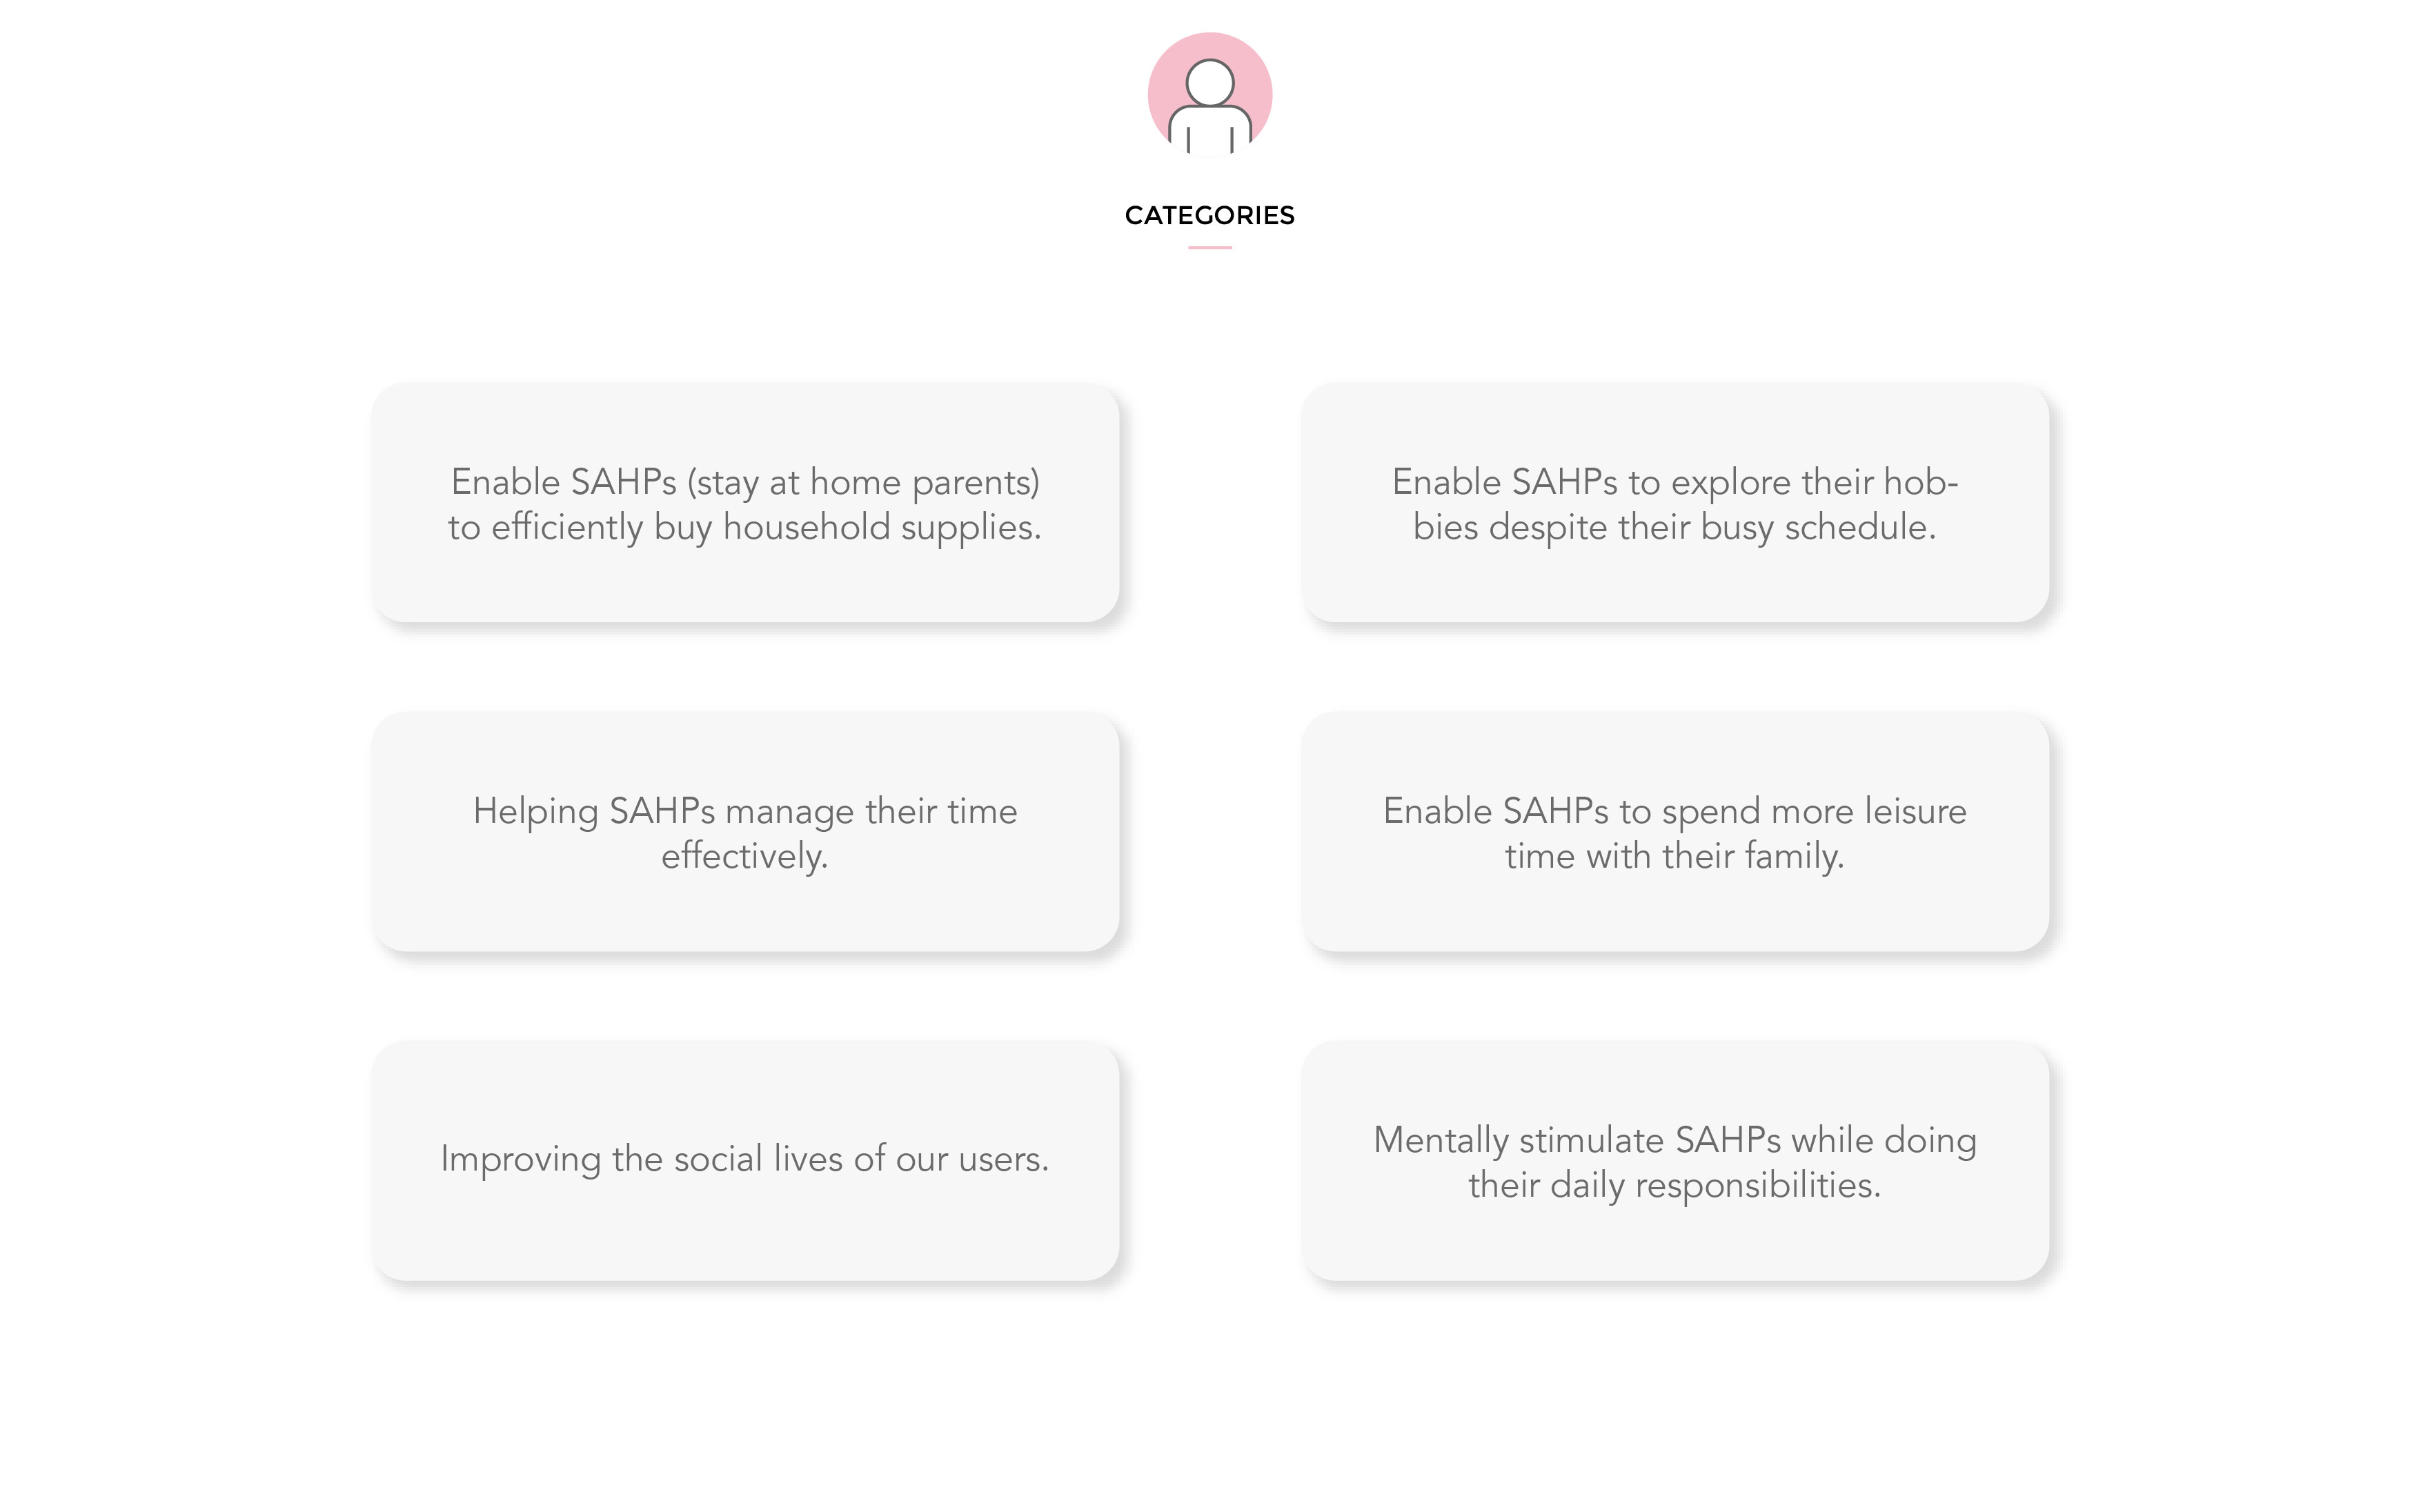 CATEGORIES
Enable SAHPs (stay at home parents)
to efficiently buy household supplies.
Enable SAHPs to explore their hob-
bies despite their busy schedule.
Helping SAHPs manage their time
effectively.
Enable SAHPs to spend more leisure
time with their family.
Improving the social lives of our users.
Mentally stimulate SAHPs while doing
their daily responsibilities.